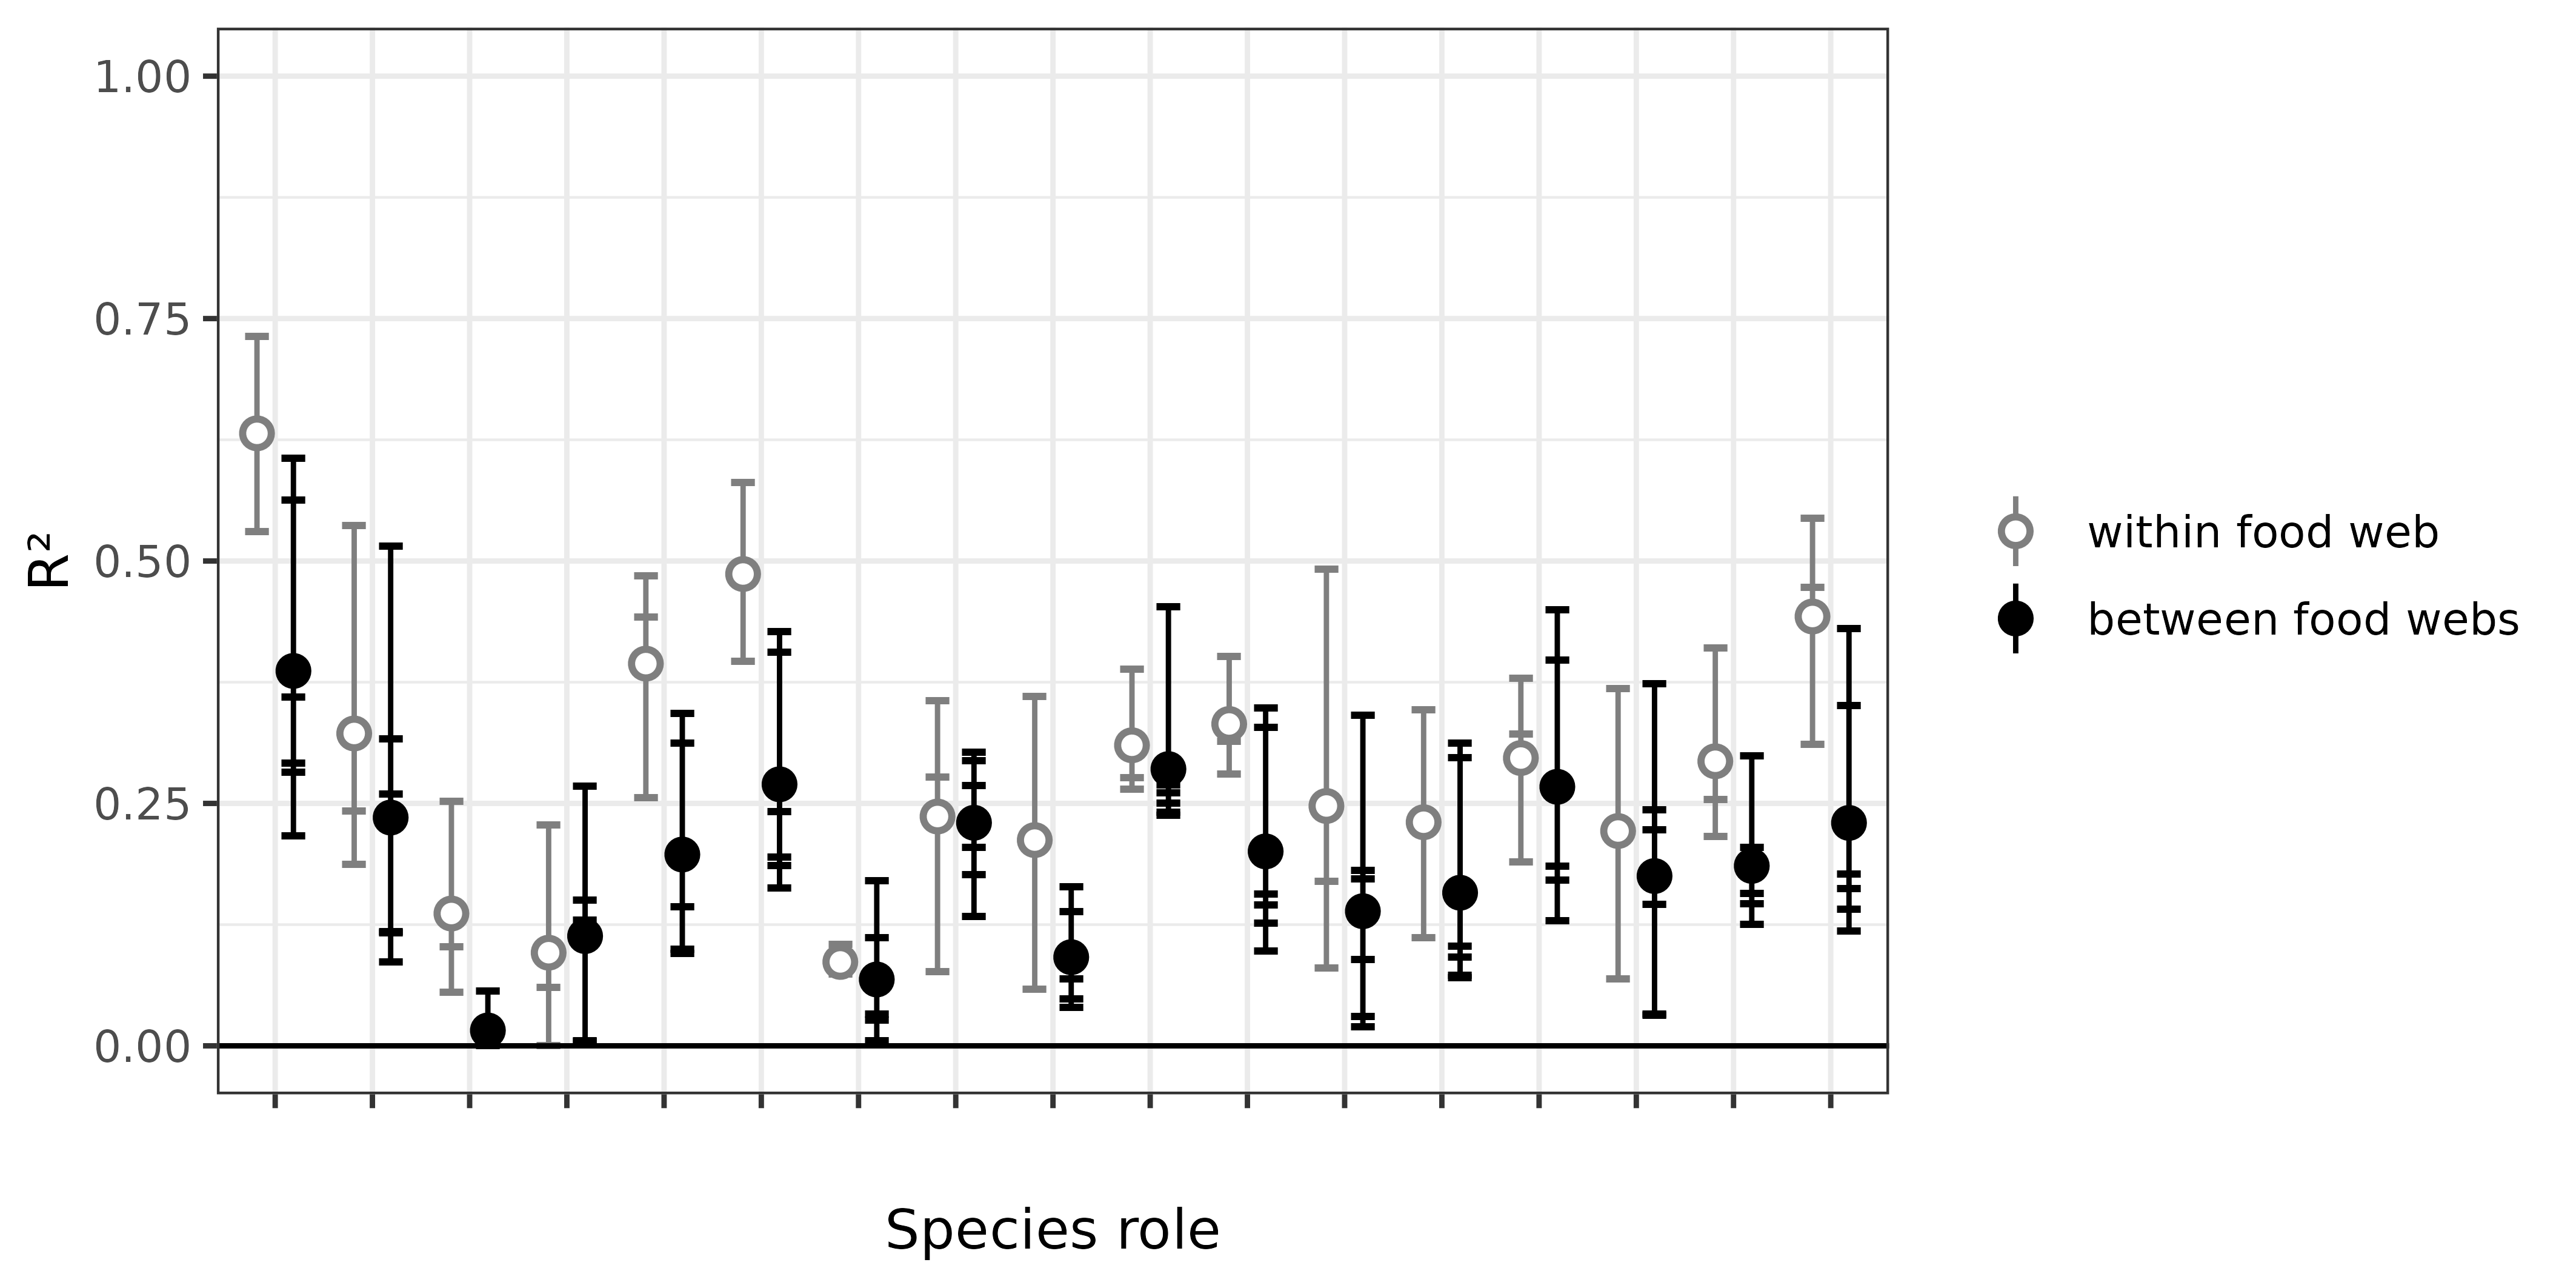 1.00
0.75
0.50
0.25
0.00
R²
Species role
within food web
between food webs